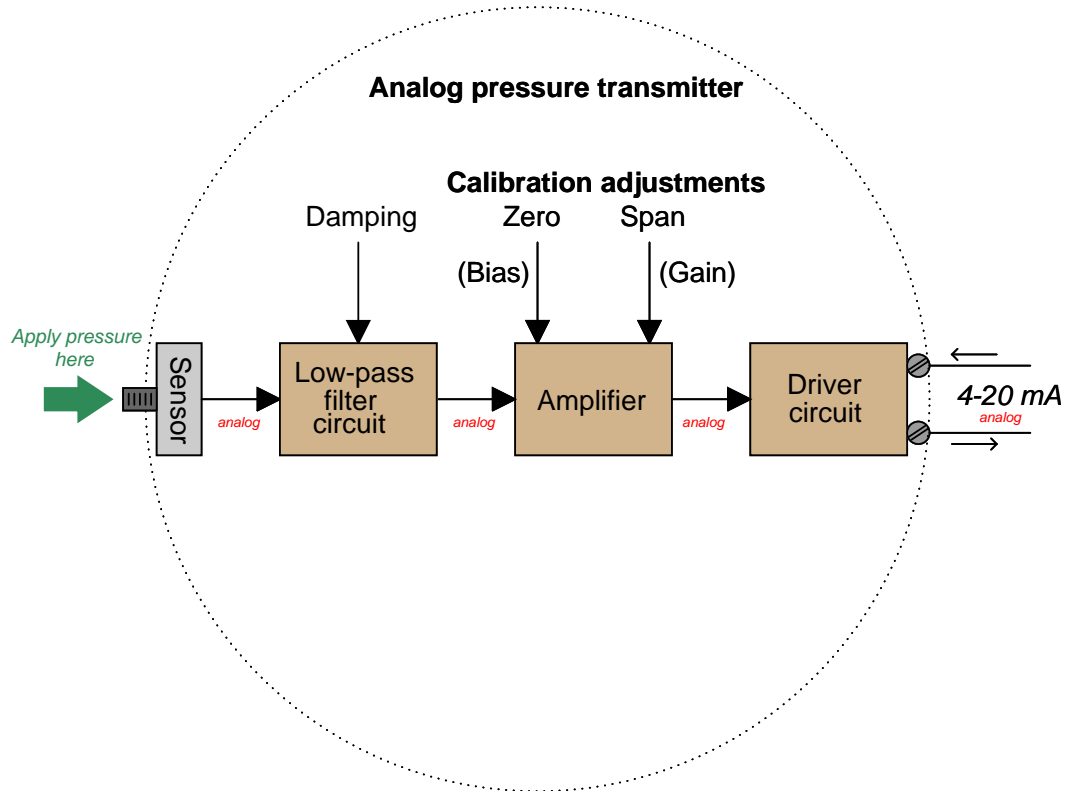 Analog pressure transmitter
Calibration adjustments
Damping
Zero
Span
(Bias)
(Gain)
Apply pressure
here
Sensor
analog
Low-pass
filter
circuit
analog
Amplifier
analog
Driver
circuit
4-20 mA
analog